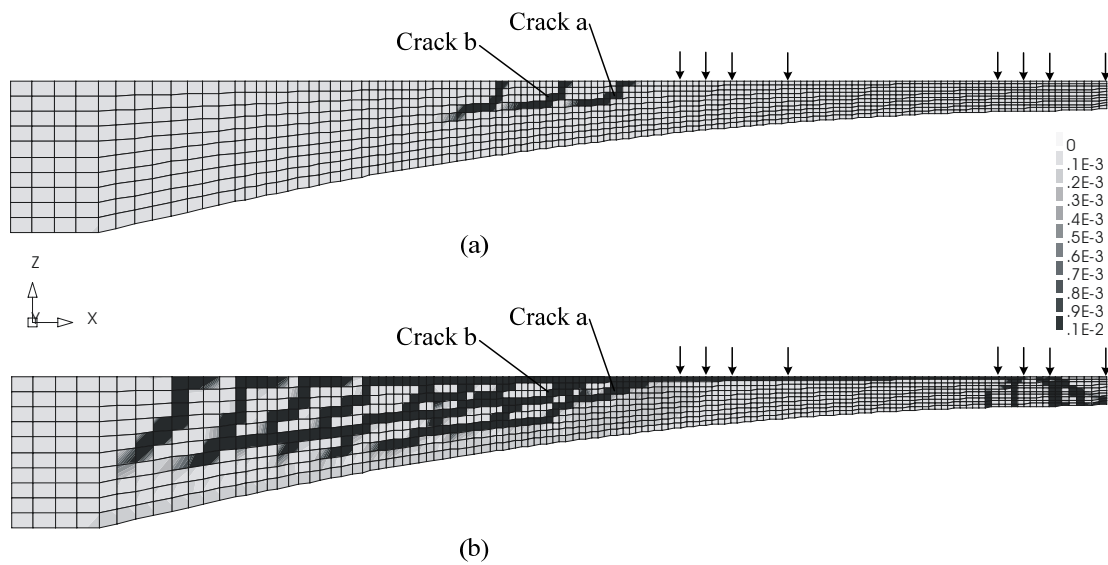 Crack a
Crack b
(a)
0
.1E-3
.2E-3
.3E-3
.4E-3
.5E-3
.6E-3
.7E-3
.8E-3
.9E-3
.1E-2
Z
Y
X
Crack a
Crack b
(b)